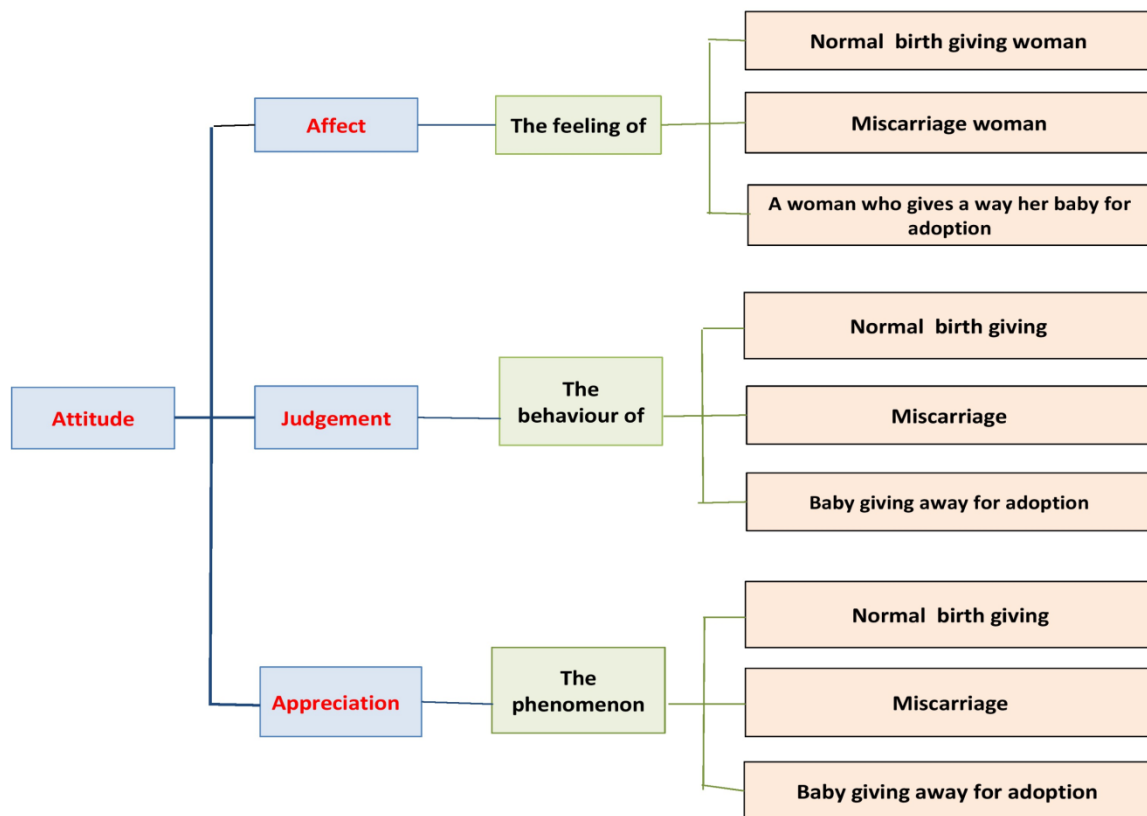 Normal birth giving woman
Affect
The feeling of
Miscarriage woman
A woman who gives a way her baby for
adoption
Normal birth giving
Attitude
Judgement
The
behaviour of
Miscarriage
Baby giving away for adoption
Normal birth giving
Appreciation
The
phenomenon
Miscarriage
Baby giving away for adoption